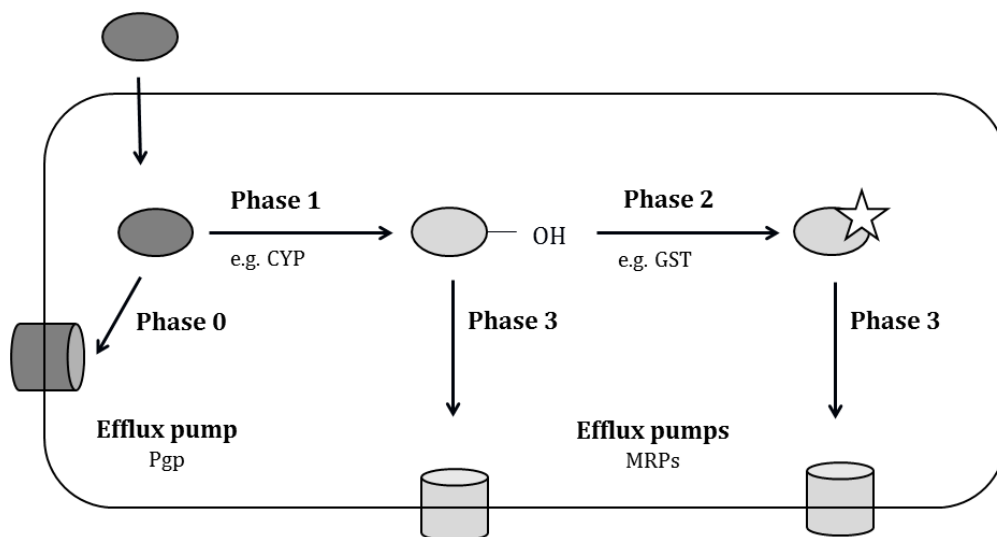 Phase 1
e.g. CYP
OH
Phase 2
e.g. GST
Phase 0
Phase 3
Phase 3
Efflux pump
Pgp
Efflux pumps
MRPs